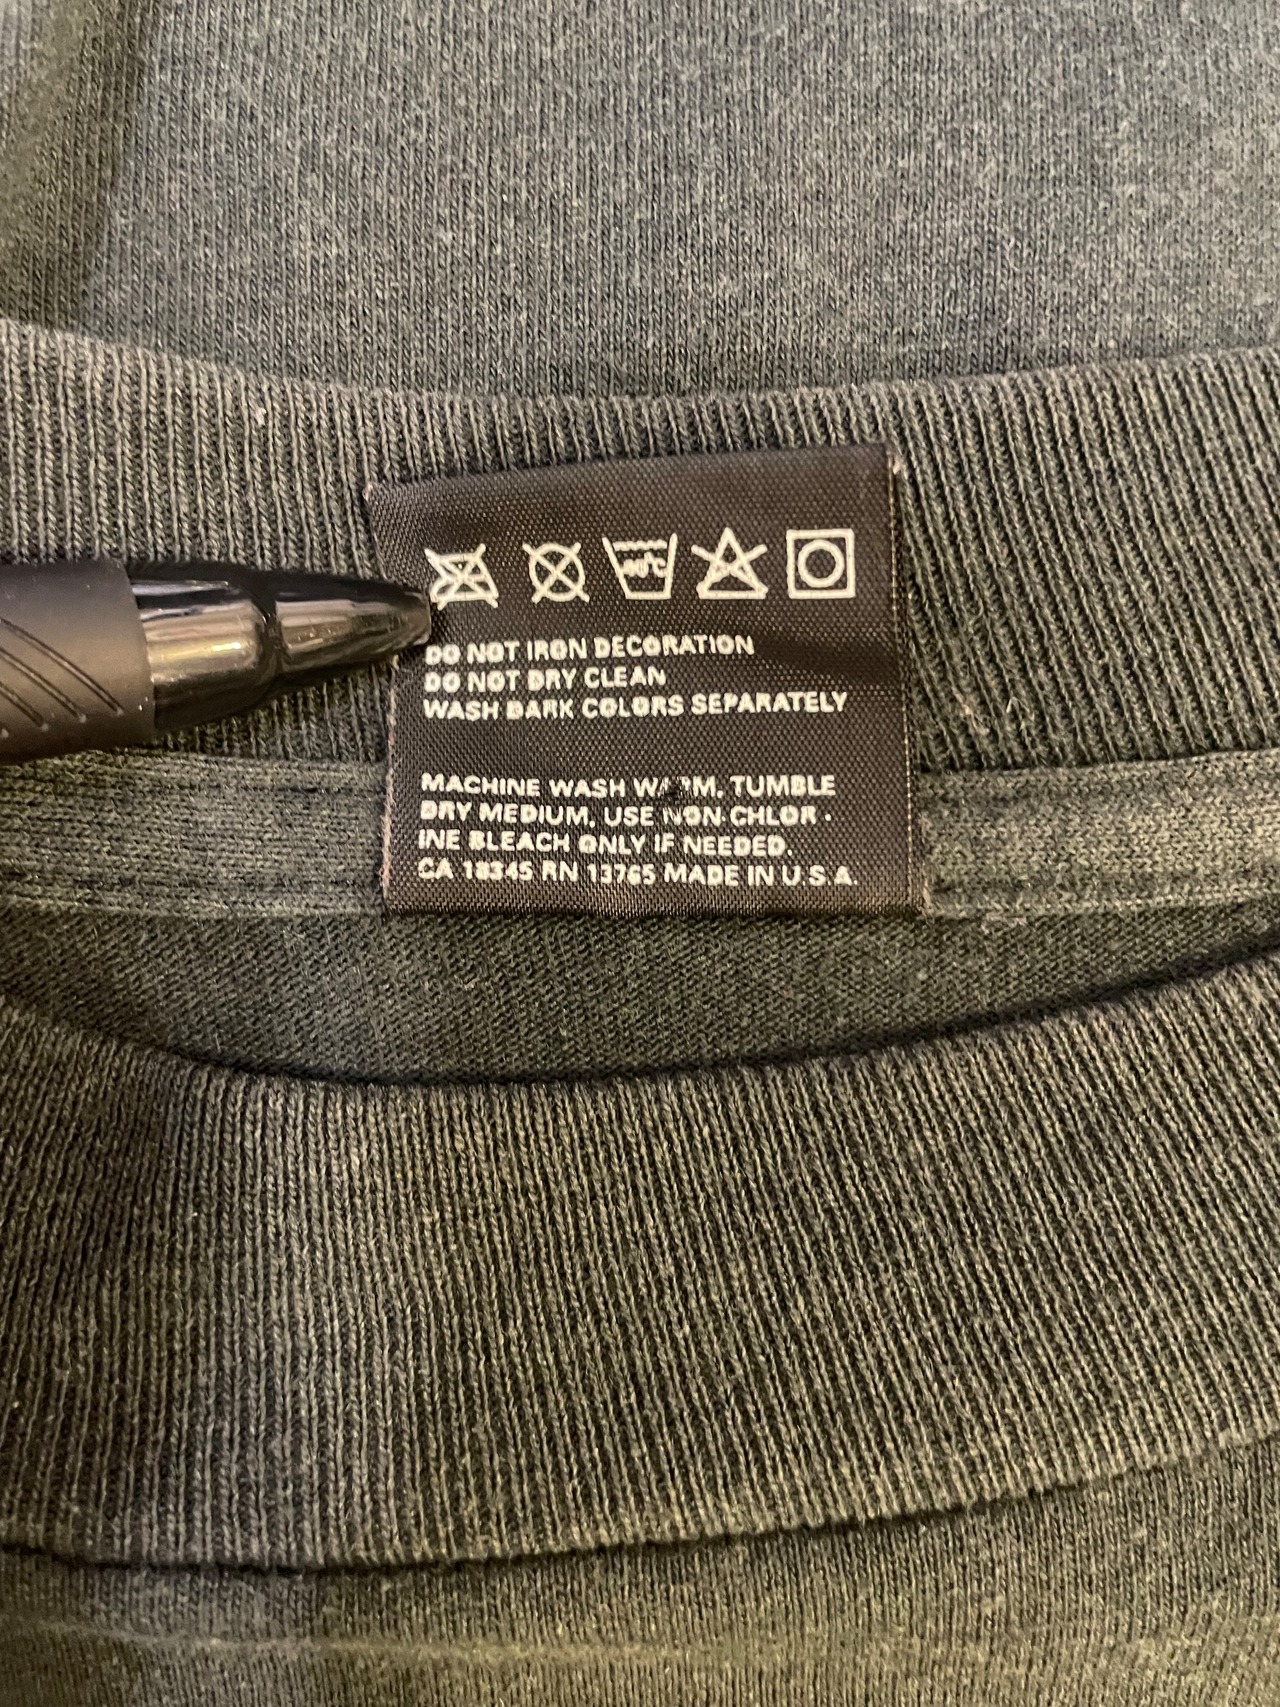 40°C
DO NOT IRON DECORATION
DO NOT DRY CLEAN
WASH DARK COLORS SEPARATELY
MACHINE WASH WARM, TUMBLE
DRY MEDIUM, USE NON-CHLOR -
INE BLEACH ONLY IF NEEDED.
CA 18345 RN 13765 MADE IN U.S.A.